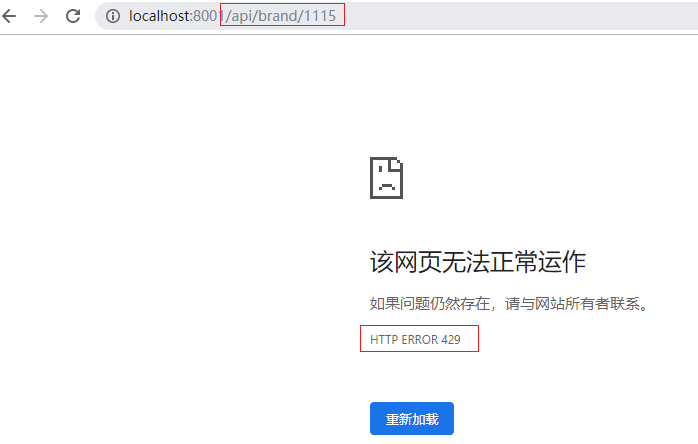 localhost:8001/api/brand/1115
该网页无法正常运作
如果问题仍然存在，请与网站所有者联系。
HTTP ERROR 429
重新加载